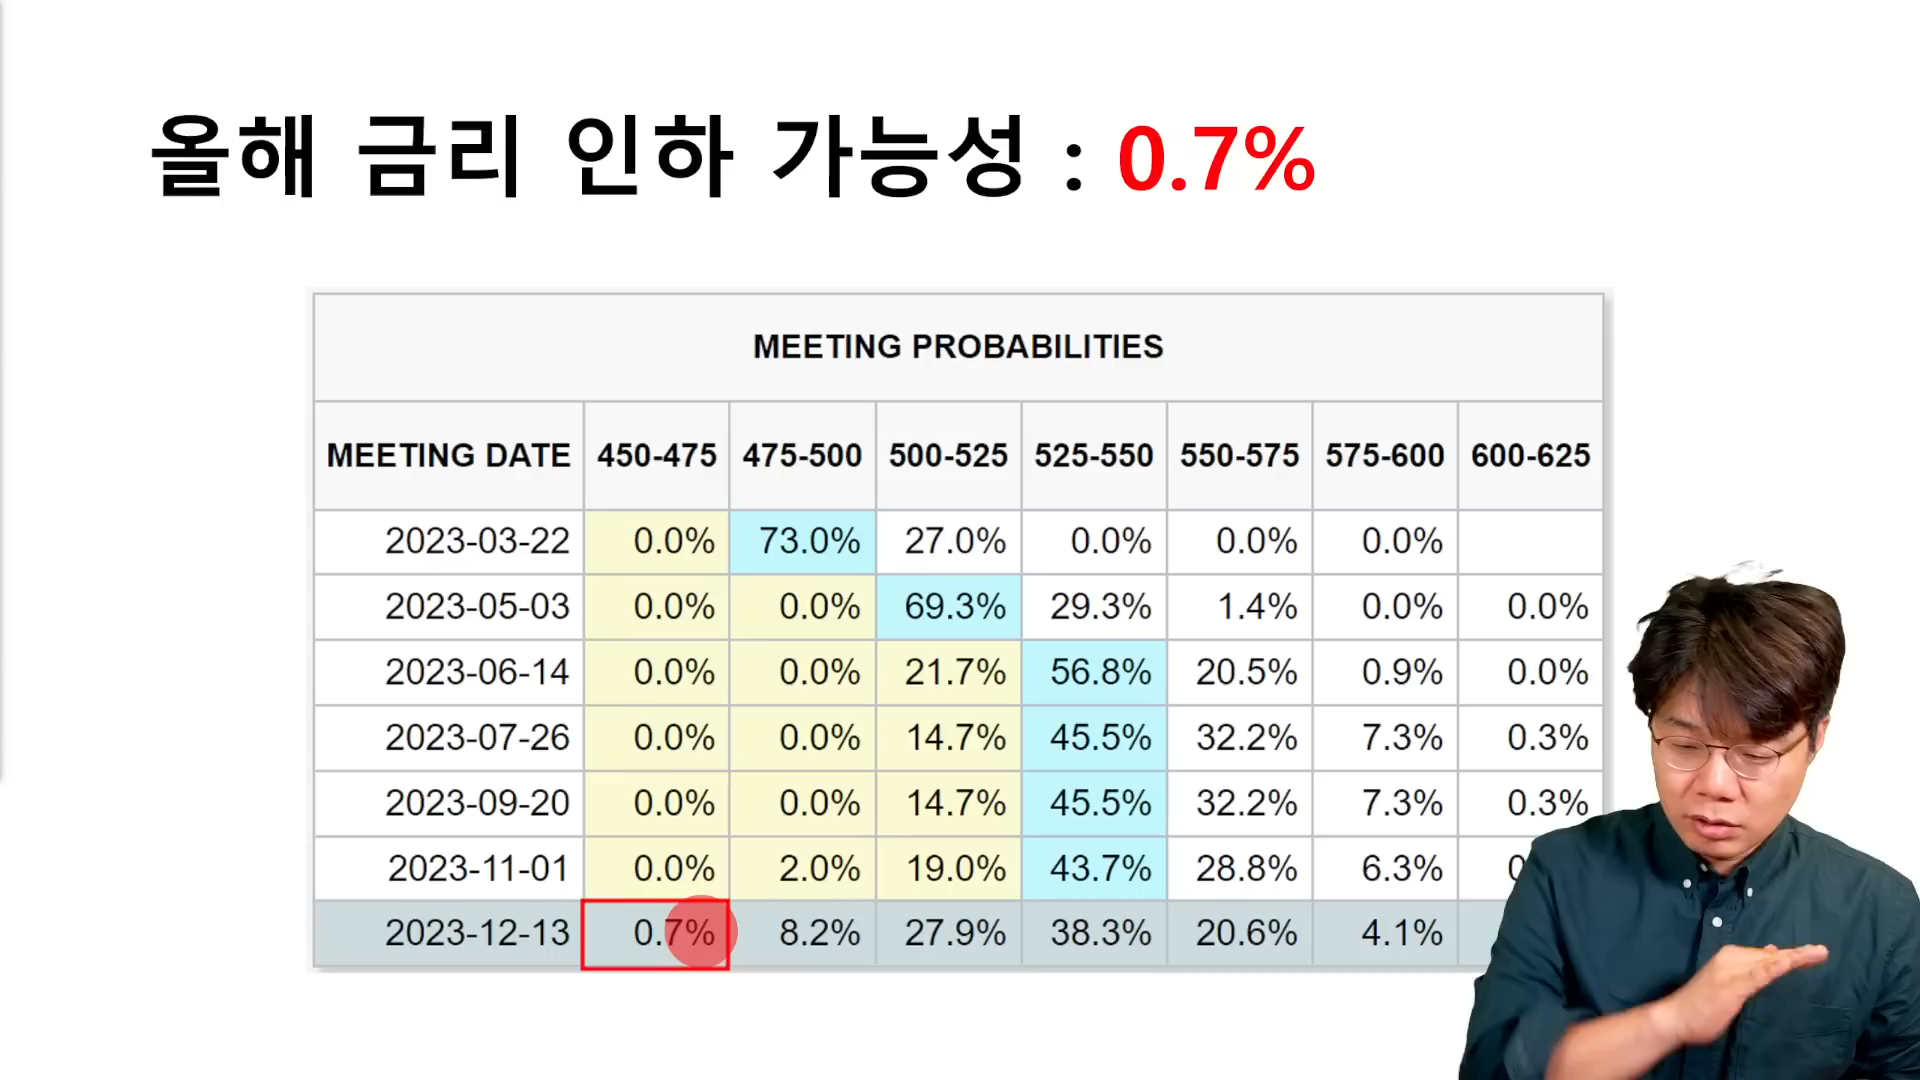 올해 금리 인하 가능성 : 0.7%
MEETING PROBABILITIES
MEETING DATE 450-475 475-500 500-525 525-550 550-575 575-600 600-625
2023-03-22 0.0% 73.0% 27.0% 0.0% 0.0% 0.0%
2023-05-03 0.0% 0.0% 69.3% 29.3% 1.4% 0.0% 0.0%
2023-06-14 0.0% 0.0% 21.7% 56.8% 20.5% 0.9% 0.0%
2023-07-26 0.0% 0.0% 14.7% 45.5% 32.2% 7.3% 0.3%
2023-09-20 0.0% 0.0% 14.7% 45.5% 32.2% 7.3% 0.3%
2023-11-01 0.0% 2.0% 19.0% 43.7% 28.8% 6.3%
2023-12-13 0.7% 8.2% 27.9% 38.3% 20.6% 4.1%